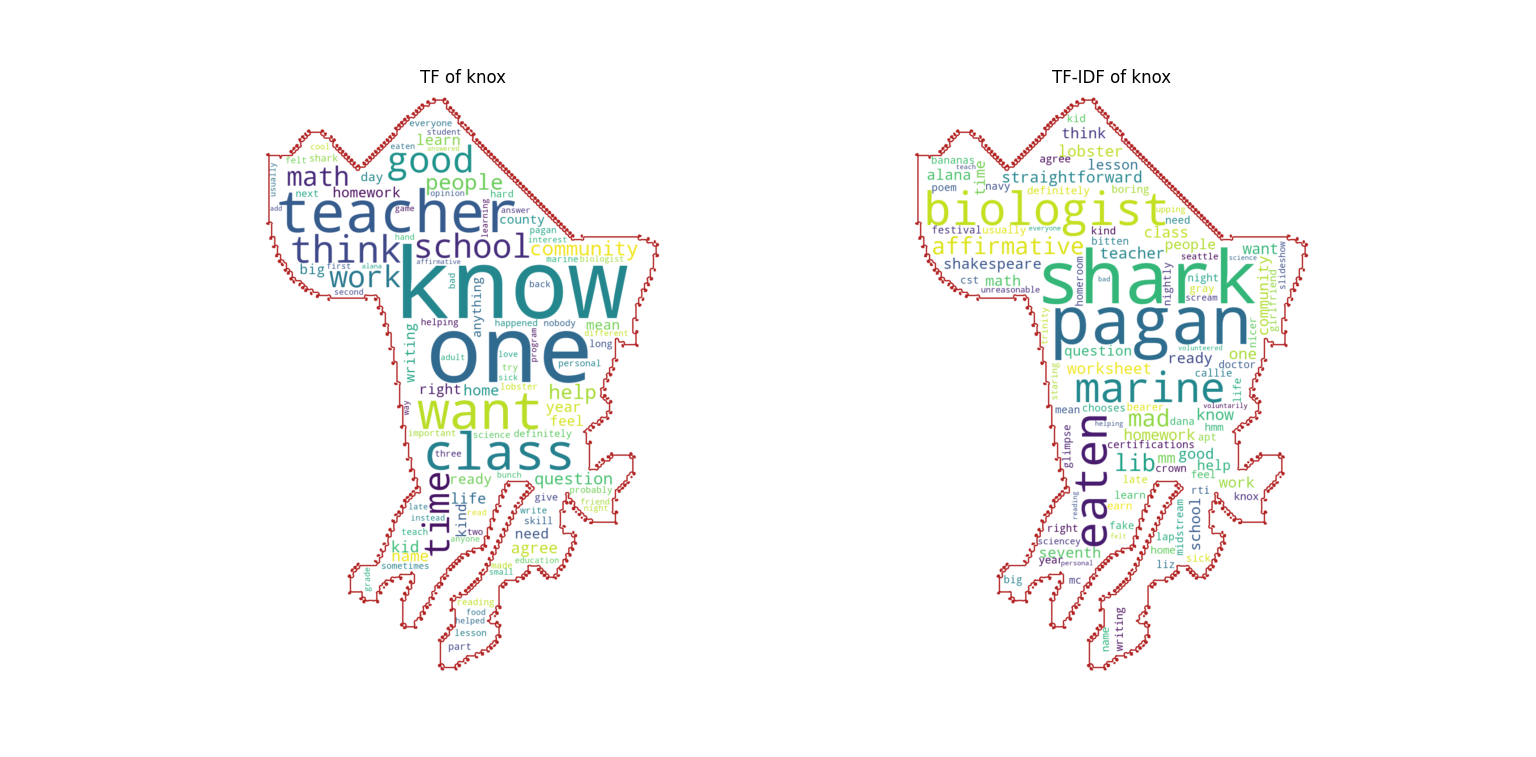 TF of knox
everyone
student
learn
answered
cool
eaten
good
felt
shark
usually
math
day
people
next
homework
opinion
hard
add
teacher
game
learning
answer
county
hand
pagan
interest
think
school
community
affirmative
marine
biologist
big
first
alana
work
know
bad
back
second
anything
helping
happened
nobody
mean
different
writing
one
program
long
adult
love
personal
try
sick
right
home
lobster
help
way
want
year
feel
important
science
definitely
class
three
time
ready
bunch
question
probably
life
give
friend
night
late
kind
read
write
instead
skill
teach
two
need
anyone
kid
agree
name
education
sometimes
made
small
grade
reading
food
helped
lesson
part
TF-IDF of knox
kid
think
lobster
bananas
agree
lesson
teach
alana
time
straightforward
poem
navy
definitely
boring
biologist
upping
need
festival
usually
everyone
kind
class
affirmative
bitten
people
teacher
seattle
want
science
shakespeare
slideshow
homeroom
shark
bad
nightly
night
cst
math
gray
unreasonable
scream
community
girlfriend
trinity
pagan
nicer
volunteered
question
ready
one
worksheet
doctor
callie
staring
marine
life
voluntarily
mean
chooses
bearer
mad
dana
know
helping
hmm
glimpse
eaten
homework
apt
certifications
lib
mm
good
crown
help
late
feel
work
learn
rti
knox
reading
earn
midstream
school
right
fake
felt
lap
sciencey
seventh
home
sick
year
personal
liz
big
mc
name
writing